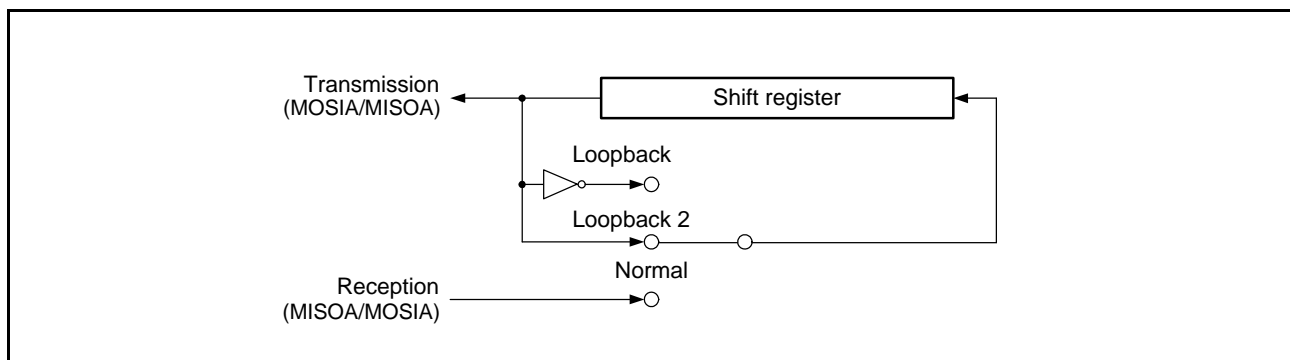 Transmission
(MOSIA/MISOA)
Shift register
Loopback
Loopback 2
Normal
Reception
(MISOA/MOSIA)